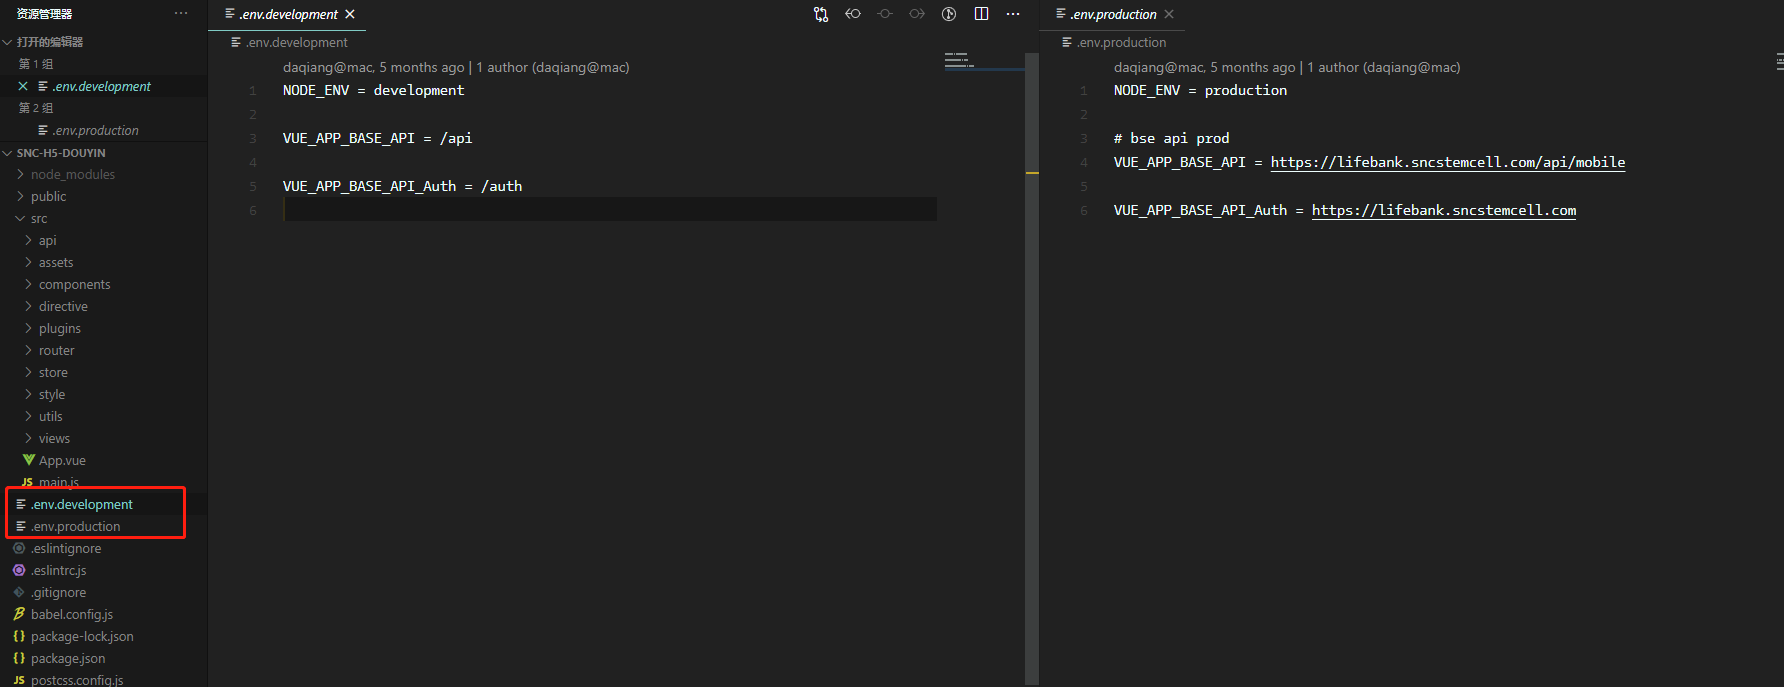 资源管理器
打开的编辑器
第 1 组
.env.development
第 2 组
.env.production
SNC-H5-DOUYIN
node_modules
public
src
api
assets
components
directive
plugins
router
store
style
utils
views
App.vue
JS main.js
.env.development
.env.production
.eslintignore
.eslintrc.js
.gitignore
babel.config.js
{} package-lock.json
{} package.json
JS postcss.config.js
.env.development
.env.development
daqiang@mac, 5 months ago | 1 author (daqiang@mac)
1 NODE_ENV = development
2
3 VUE_APP_BASE_API = /api
4
5 VUE_APP_BASE_API_Auth = /auth
6
.env.production
.env.production
daqiang@mac, 5 months ago | 1 author (daqiang@mac)
1 NODE_ENV = production
2
3 # bse api prod
4 VUE_APP_BASE_API = https://lifebank.sncstemcell.com/api/mobile
5
6 VUE_APP_BASE_API_Auth = https://lifebank.sncstemcell.com